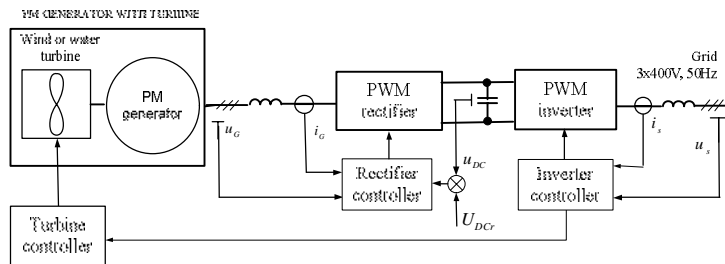 PM GENERATOR WITH TURBINE
Wind or water
turbine
PM
generator
u_G
i_G
PWM
rectifier
PWM
inverter
Grid
3x400V, 50Hz
i_s
u_s
u_DC
Rectifier
controller
Inverter
controller
U_DCr
Turbine
controller